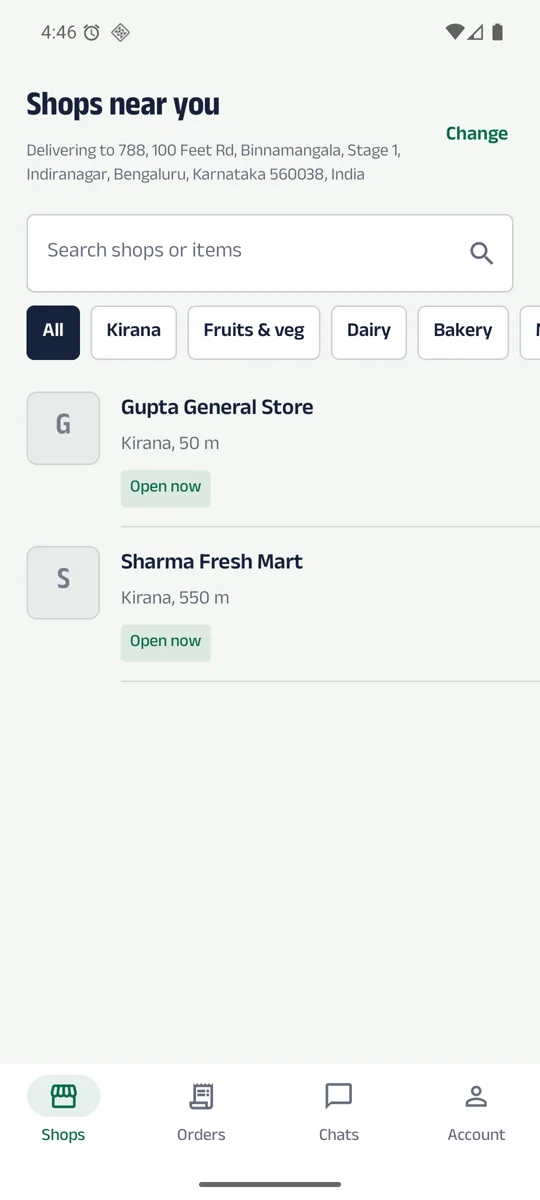 4:46
Shops near you
Delivering to 788, 100 Feet Rd, Binnamangala, Stage 1,
Indiranagar, Bengaluru, Karnataka 560038, India
Change
Search shops or items
All
Kirana
Fruits & veg
Dairy
Bakery
G
Gupta General Store
Kirana, 50 m
Open now
S
Sharma Fresh Mart
Kirana, 550 m
Open now
Shops
Orders
Chats
Account